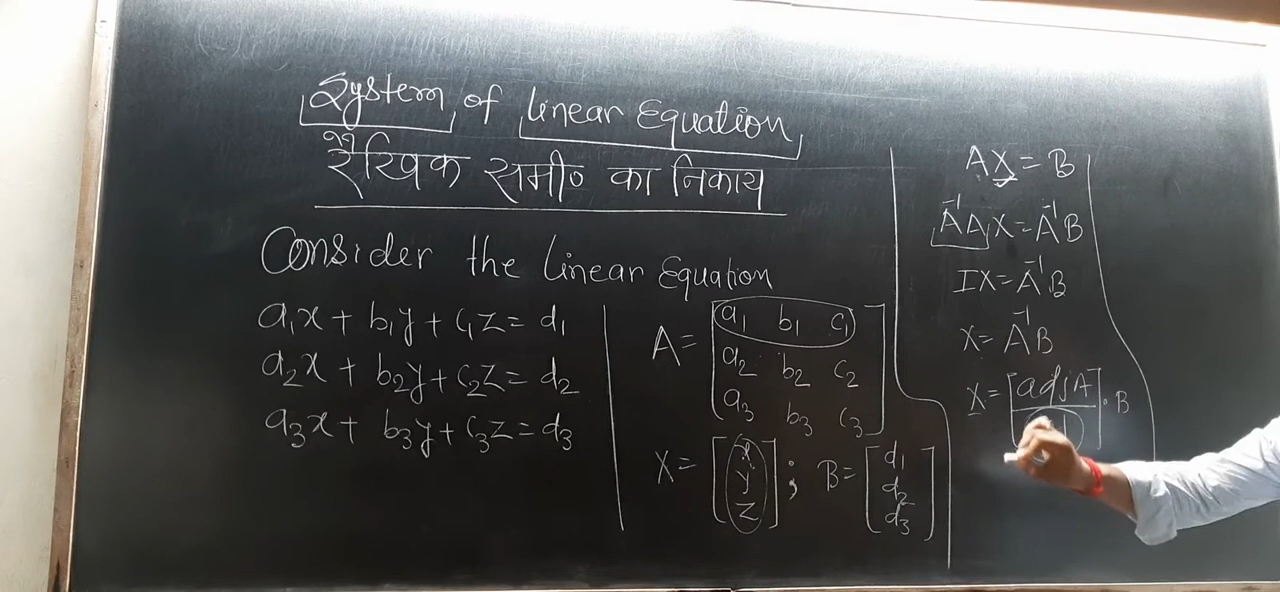 System of linear Equation
रैखिक समी० का निकाय
Consider the linear Equation
a₁x + b₁y + c₁z = d₁
a₂x + b₂y + c₂z = d₂
a₃x + b₃y + c₃z = d₃
A = [a₁ b₁ c₁
a₂ b₂ c₂
a₃ b₃ c₃]
X = [x
y
z] ; B = [d₁
d₂
d₃]
AX = B
A⁻¹AX = A⁻¹B
IX = A⁻¹B
X = A⁻¹B
X = [adjA] . B